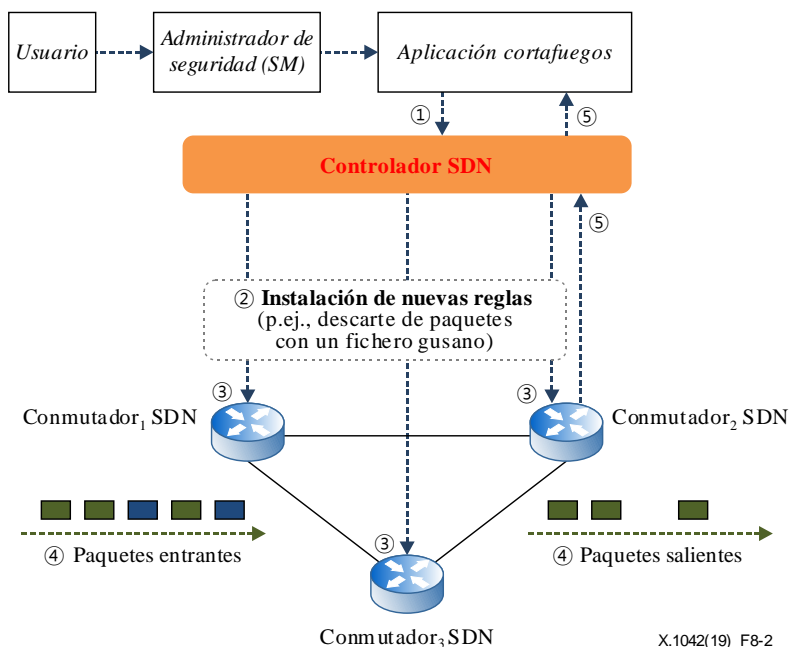 Usuario
Administrador de
seguridad (SM)
Aplicación cortafuegos
①
⑤
Controlador SDN
⑤
② Instalación de nuevas reglas
(p.ej., descarte de paquetes
con un fichero gusano)
③
③
Conmutador₁ SDN
Conmutador₂ SDN
④ Paquetes entrantes
④ Paquetes salientes
③
Conmutador₃ SDN
X.1042(19)_F8-2